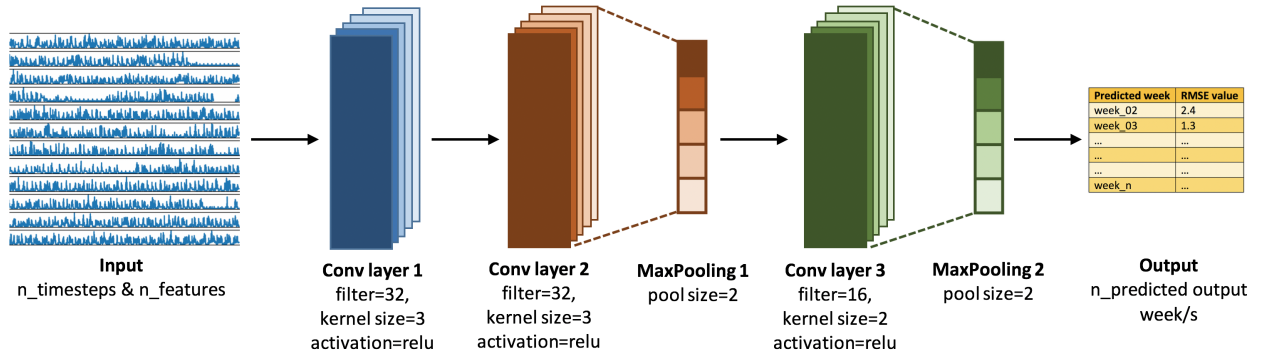 Input
n_timesteps & n_features
Conv layer 1
filter=32,
kernel size=3
activation=relu
Conv layer 2
filter=32,
kernel size=3
activation=relu
MaxPooling 1
pool size=2
Conv layer 3
filter=16,
kernel size=2
activation=relu
MaxPooling 2
pool size=2
Predicted week RMSE value
week_02 2.4
week_03 1.3
... ...
... ...
... ...
week_n ...
Output
n_predicted output
week/s